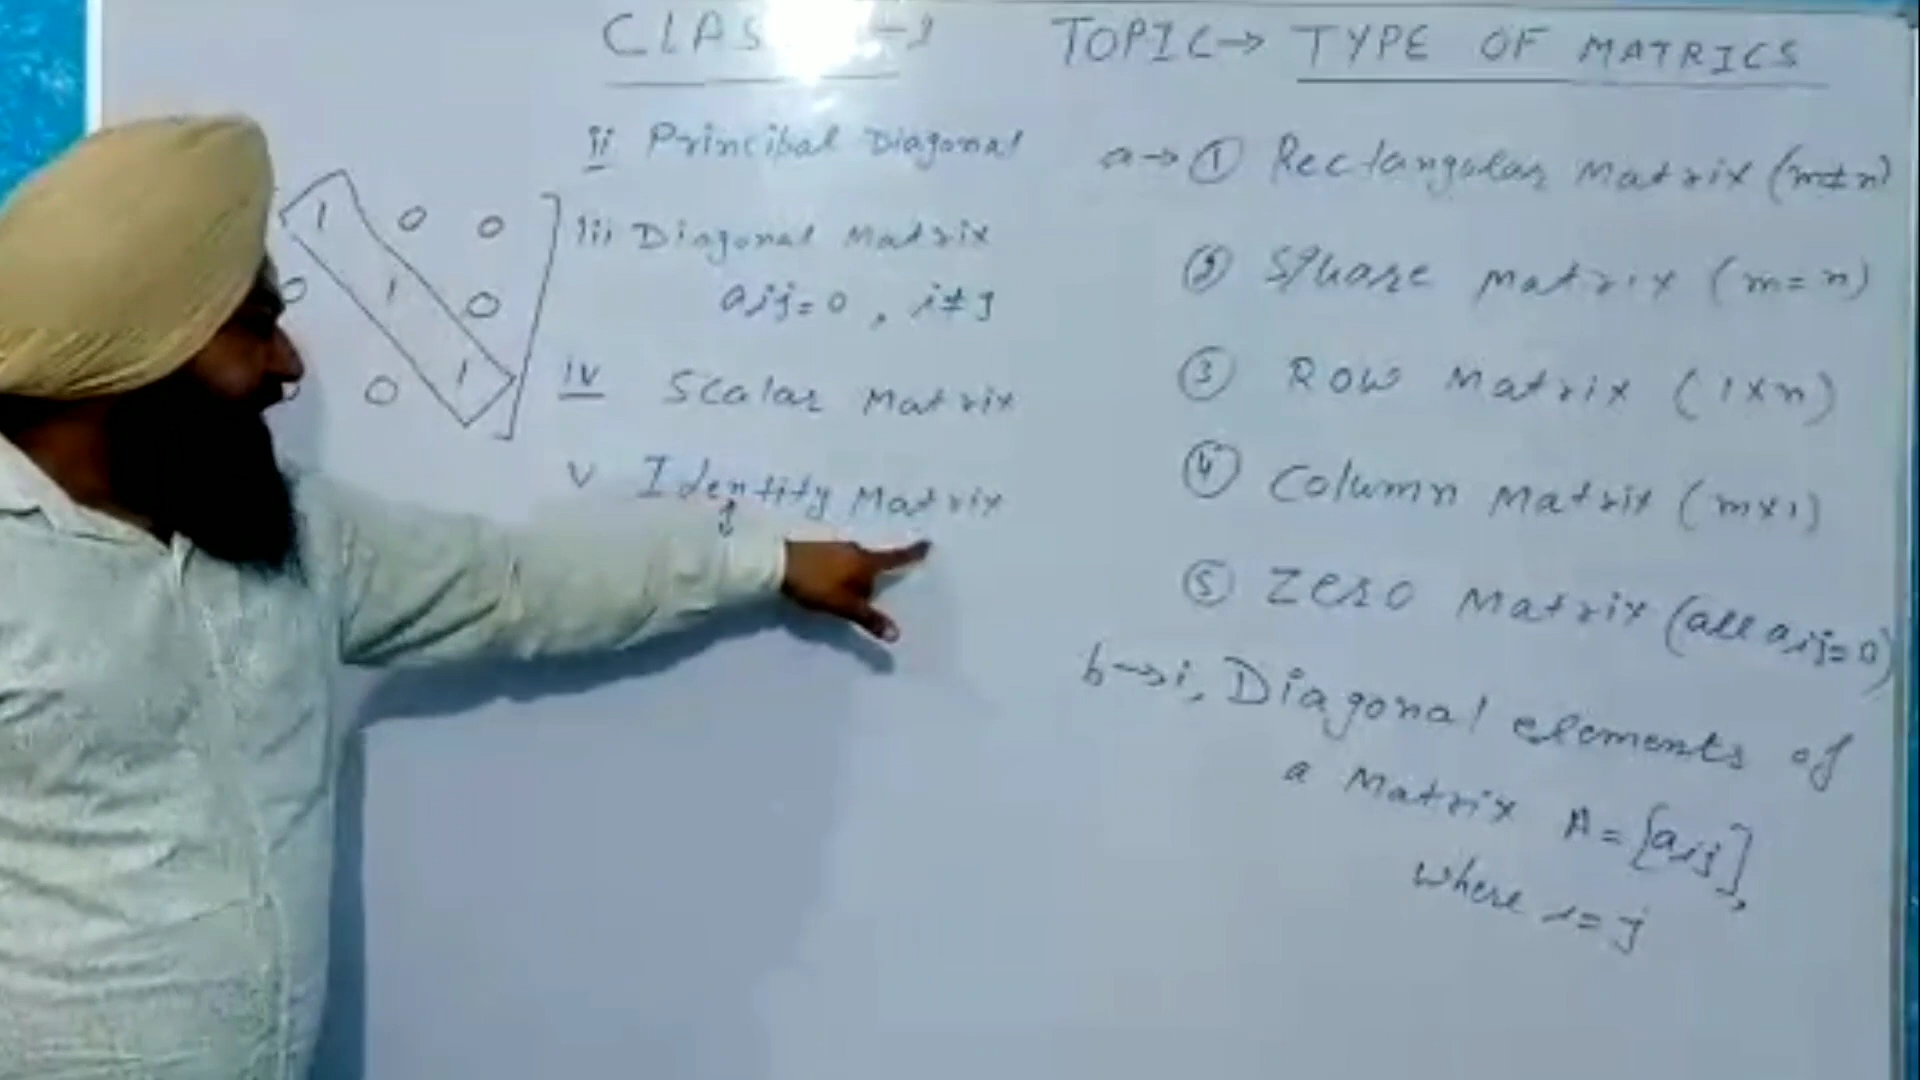 TOPIC→ TYPE OF MATRICS
ii Principal Diagonal
iii Diagonal Matrix
aij=0, i≠j
iv Scalar Matrix
v Identity Matrix
1 0 0
0 1 0
0 1
a→ ① Rectangular Matrix (m≠n)
② Square Matrix (m=n)
③ Row Matrix (1×n)
④ Column Matrix (m×1)
⑤ Zero Matrix (all aij=0)
b→i, Diagonal elements of
a Matrix A=[aij],
where i=j